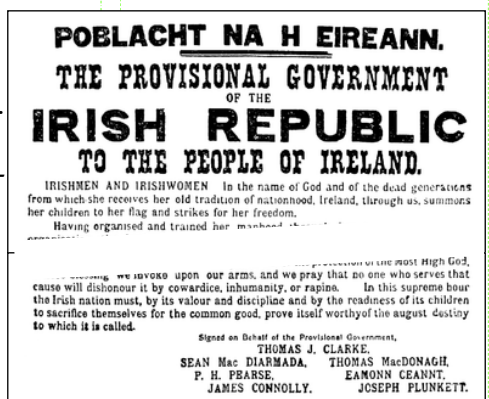 POBLACHT NA H EIREANN.
THE PROVISIONAL GOVERNMENT
OF THE
IRISH REPUBLIC
TO THE PEOPLE OF IRELAND.
IRISHMEN AND IRISHWOMEN In the name of God and of the dead generations
from which she receives her old tradition of nationhood, Ireland, through us, summons
her children to her flag and strikes for her freedom.
Having organised and trained her manhood
protection of the Most High God,
blessing we invoke upon our arms, and we pray that no one who serves that
cause will dishonour it by cowardice, inhumanity, or rapine. In this supreme hour
the Irish nation must, by its valour and discipline and by the readiness of its children
to sacrifice themselves for the common good, prove itself worthyof the august destiny
to which it is called.
Signed on Behalf of the Provisional Government,
THOMAS J. CLARKE,
SEAN Mac DIARMADA, THOMAS MacDONAGH,
P. H. PEARSE, EAMONN CEANNT,
JAMES CONNOLLY. JOSEPH PLUNKETT.